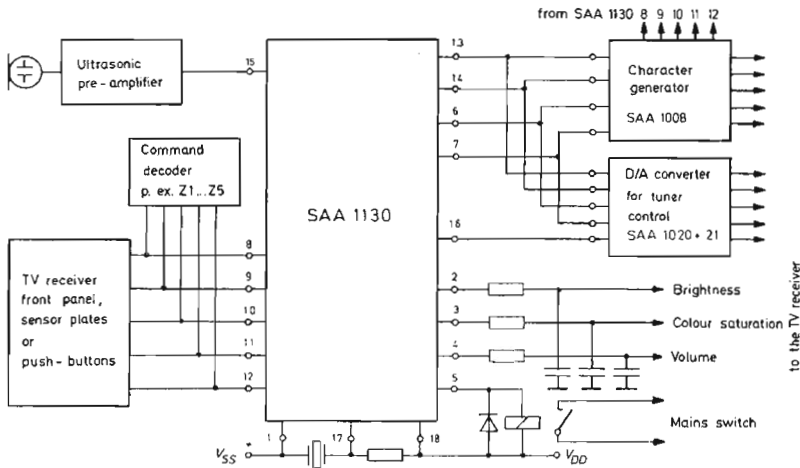 from SAA 1130 8 9 10 11 12
Ultrasonic
pre-amplifier
15
13
14
6
7
16
Character
generator
SAA 1008
Command
decoder
p. ex. Z1...Z5
SAA 1130
D/A converter
for tuner
control
SAA 1020 + 21
TV receiver
front panel,
sensor plates
or
push-buttons
8
9
10
11
12
2
3
4
5
Brightness
Colour saturation
Volume
Mains switch
to the TV receiver
1
17
18
VSS
+
VDD